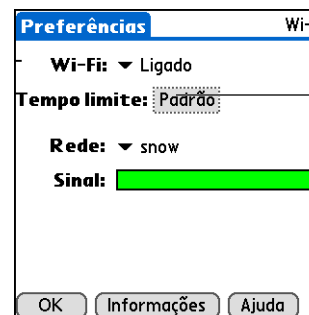 Preferências Wi-
Wi-Fi: Ligado
Tempo limite: Padrão
Rede: snow
Sinal:
OK Informações Ajuda